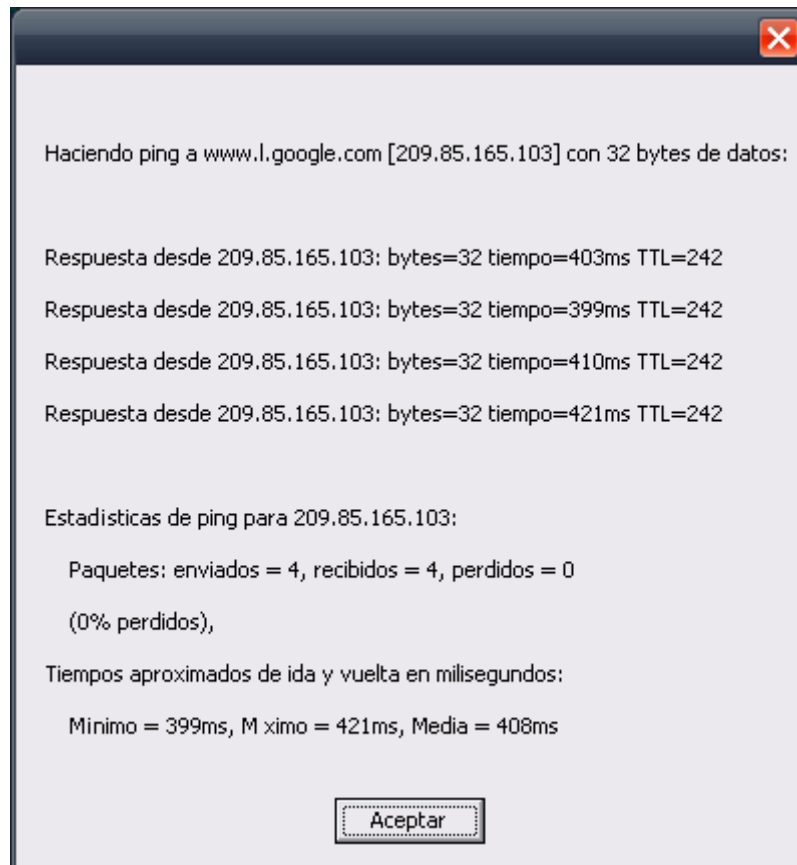 Haciendo ping a www.l.google.com [209.85.165.103] con 32 bytes de datos:
Respuesta desde 209.85.165.103: bytes=32 tiempo=403ms TTL=242
Respuesta desde 209.85.165.103: bytes=32 tiempo=399ms TTL=242
Respuesta desde 209.85.165.103: bytes=32 tiempo=410ms TTL=242
Respuesta desde 209.85.165.103: bytes=32 tiempo=421ms TTL=242
Estadísticas de ping para 209.85.165.103:
Paquetes: enviados = 4, recibidos = 4, perdidos = 0
(0% perdidos),
Tiempos aproximados de ida y vuelta en milisegundos:
Mínimo = 399ms, M ximo = 421ms, Media = 408ms
Aceptar